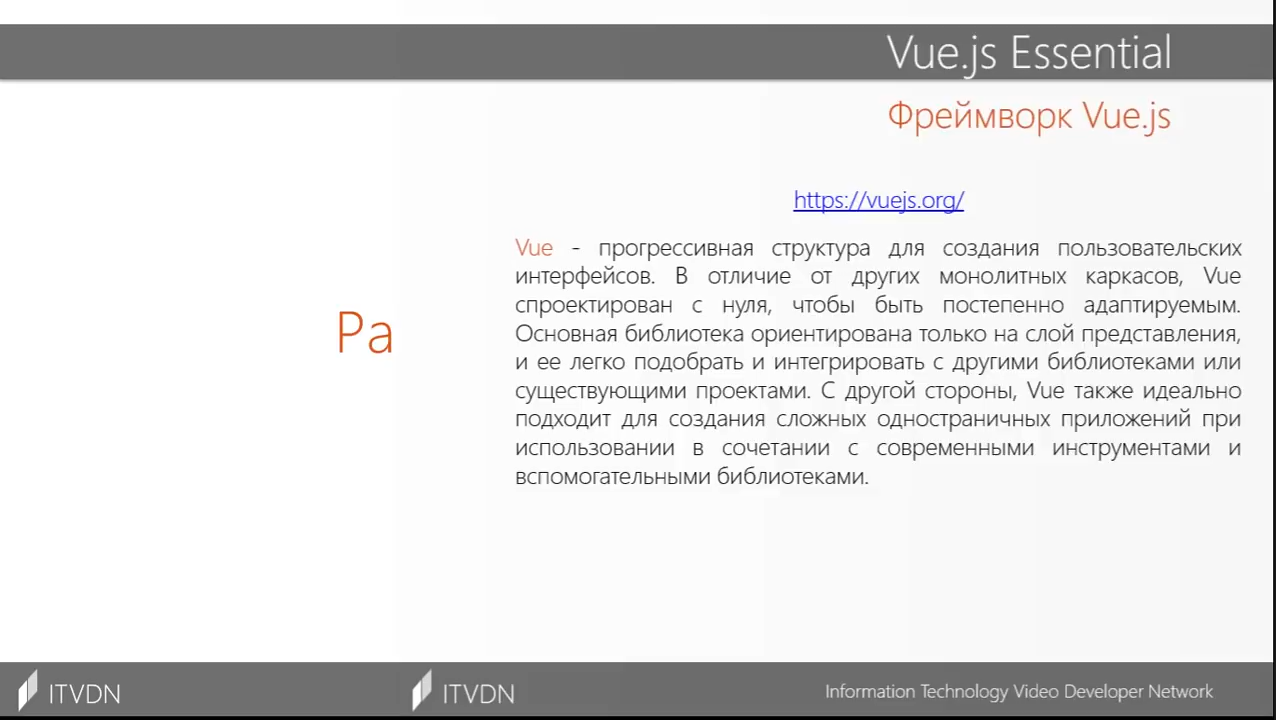 Vue.js Essential
Фреймворк Vue.js
https://vuejs.org/
Vue - прогрессивная структура для создания пользовательских
интерфейсов. В отличие от других монолитных каркасов, Vue
спроектирован с нуля, чтобы быть постепенно адаптируемым.
Основная библиотека ориентирована только на слой представления,
и ее легко подобрать и интегрировать с другими библиотеками или
существующими проектами. С другой стороны, Vue также идеально
подходит для создания сложных одностраничных приложений при
использовании в сочетании с современными инструментами и
вспомогательными библиотеками.
Ра
ITVDN
ITVDN
Information Technology Video Developer Network